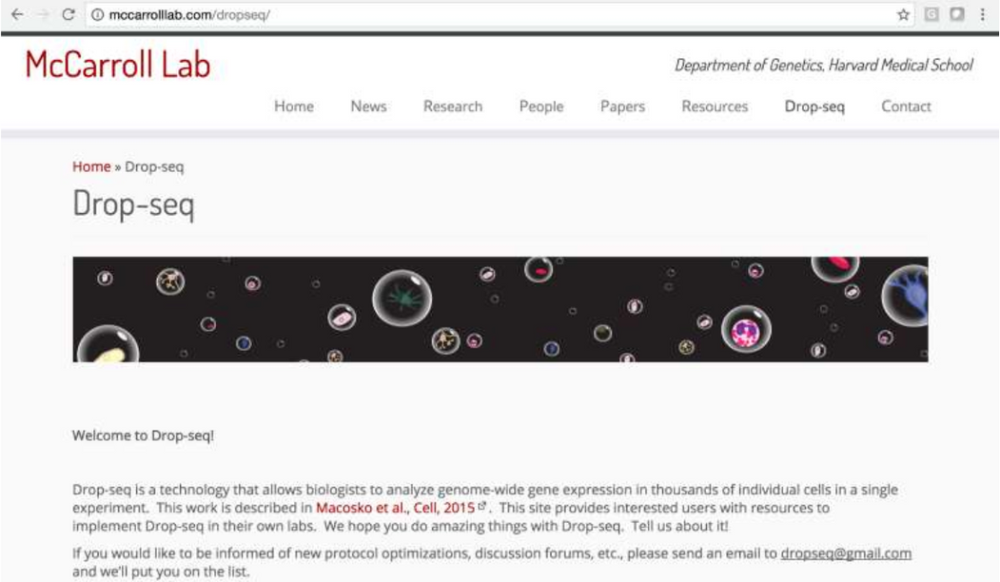 mccarrolllab.com/dropseq/
McCarroll Lab
Department of Genetics, Harvard Medical School
Home News Research People Papers Resources Drop-seq Contact
Home » Drop-seq
Drop-seq
Welcome to Drop-seq!
Drop-seq is a technology that allows biologists to analyze genome-wide gene expression in thousands of individual cells in a single
experiment. This work is described in Macosko et al., Cell, 2015. This site provides interested users with resources to
implement Drop-seq in their own labs. We hope you do amazing things with Drop-seq. Tell us about it!
If you would like to be informed of new protocol optimizations, discussion forums, etc., please send an email to dropseq@gmail.com
and we'll put you on the list.